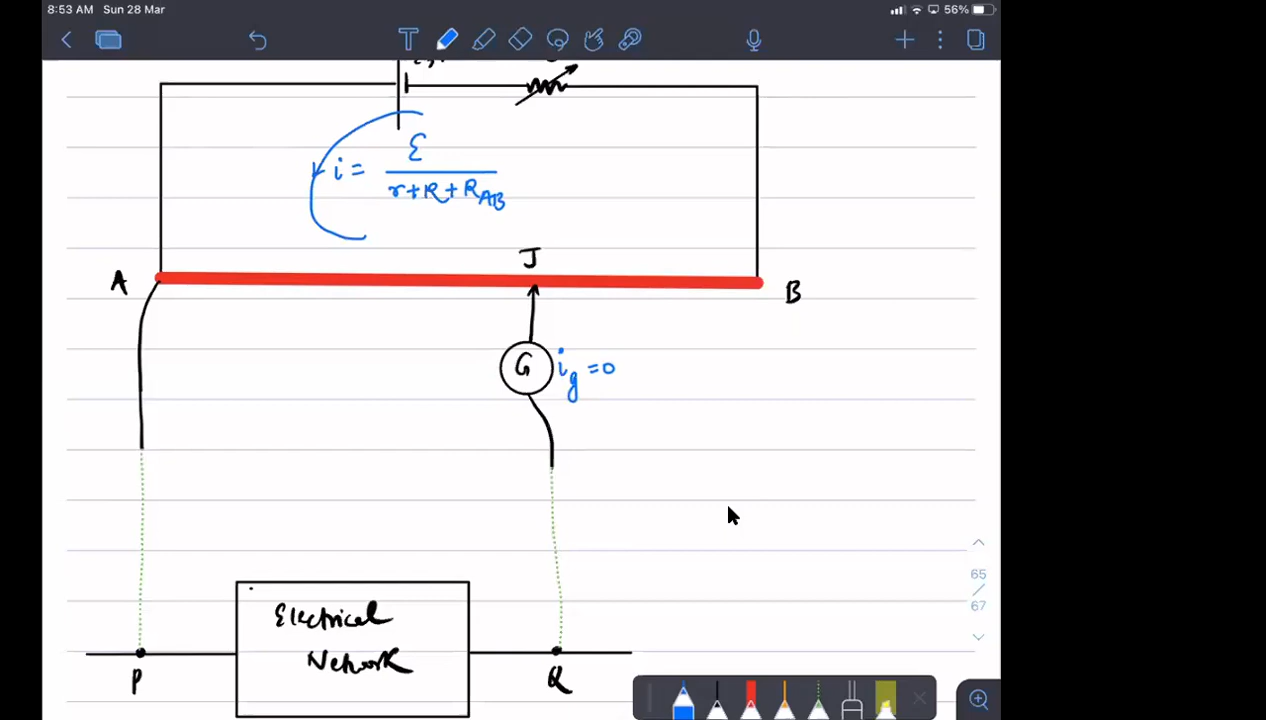 8:53 AM Sun 28 Mar
56%
T
i = ε
r+R+R_AB
J
A
B
G
i_g = 0
65
/
67
Electrical
Network
P
Q